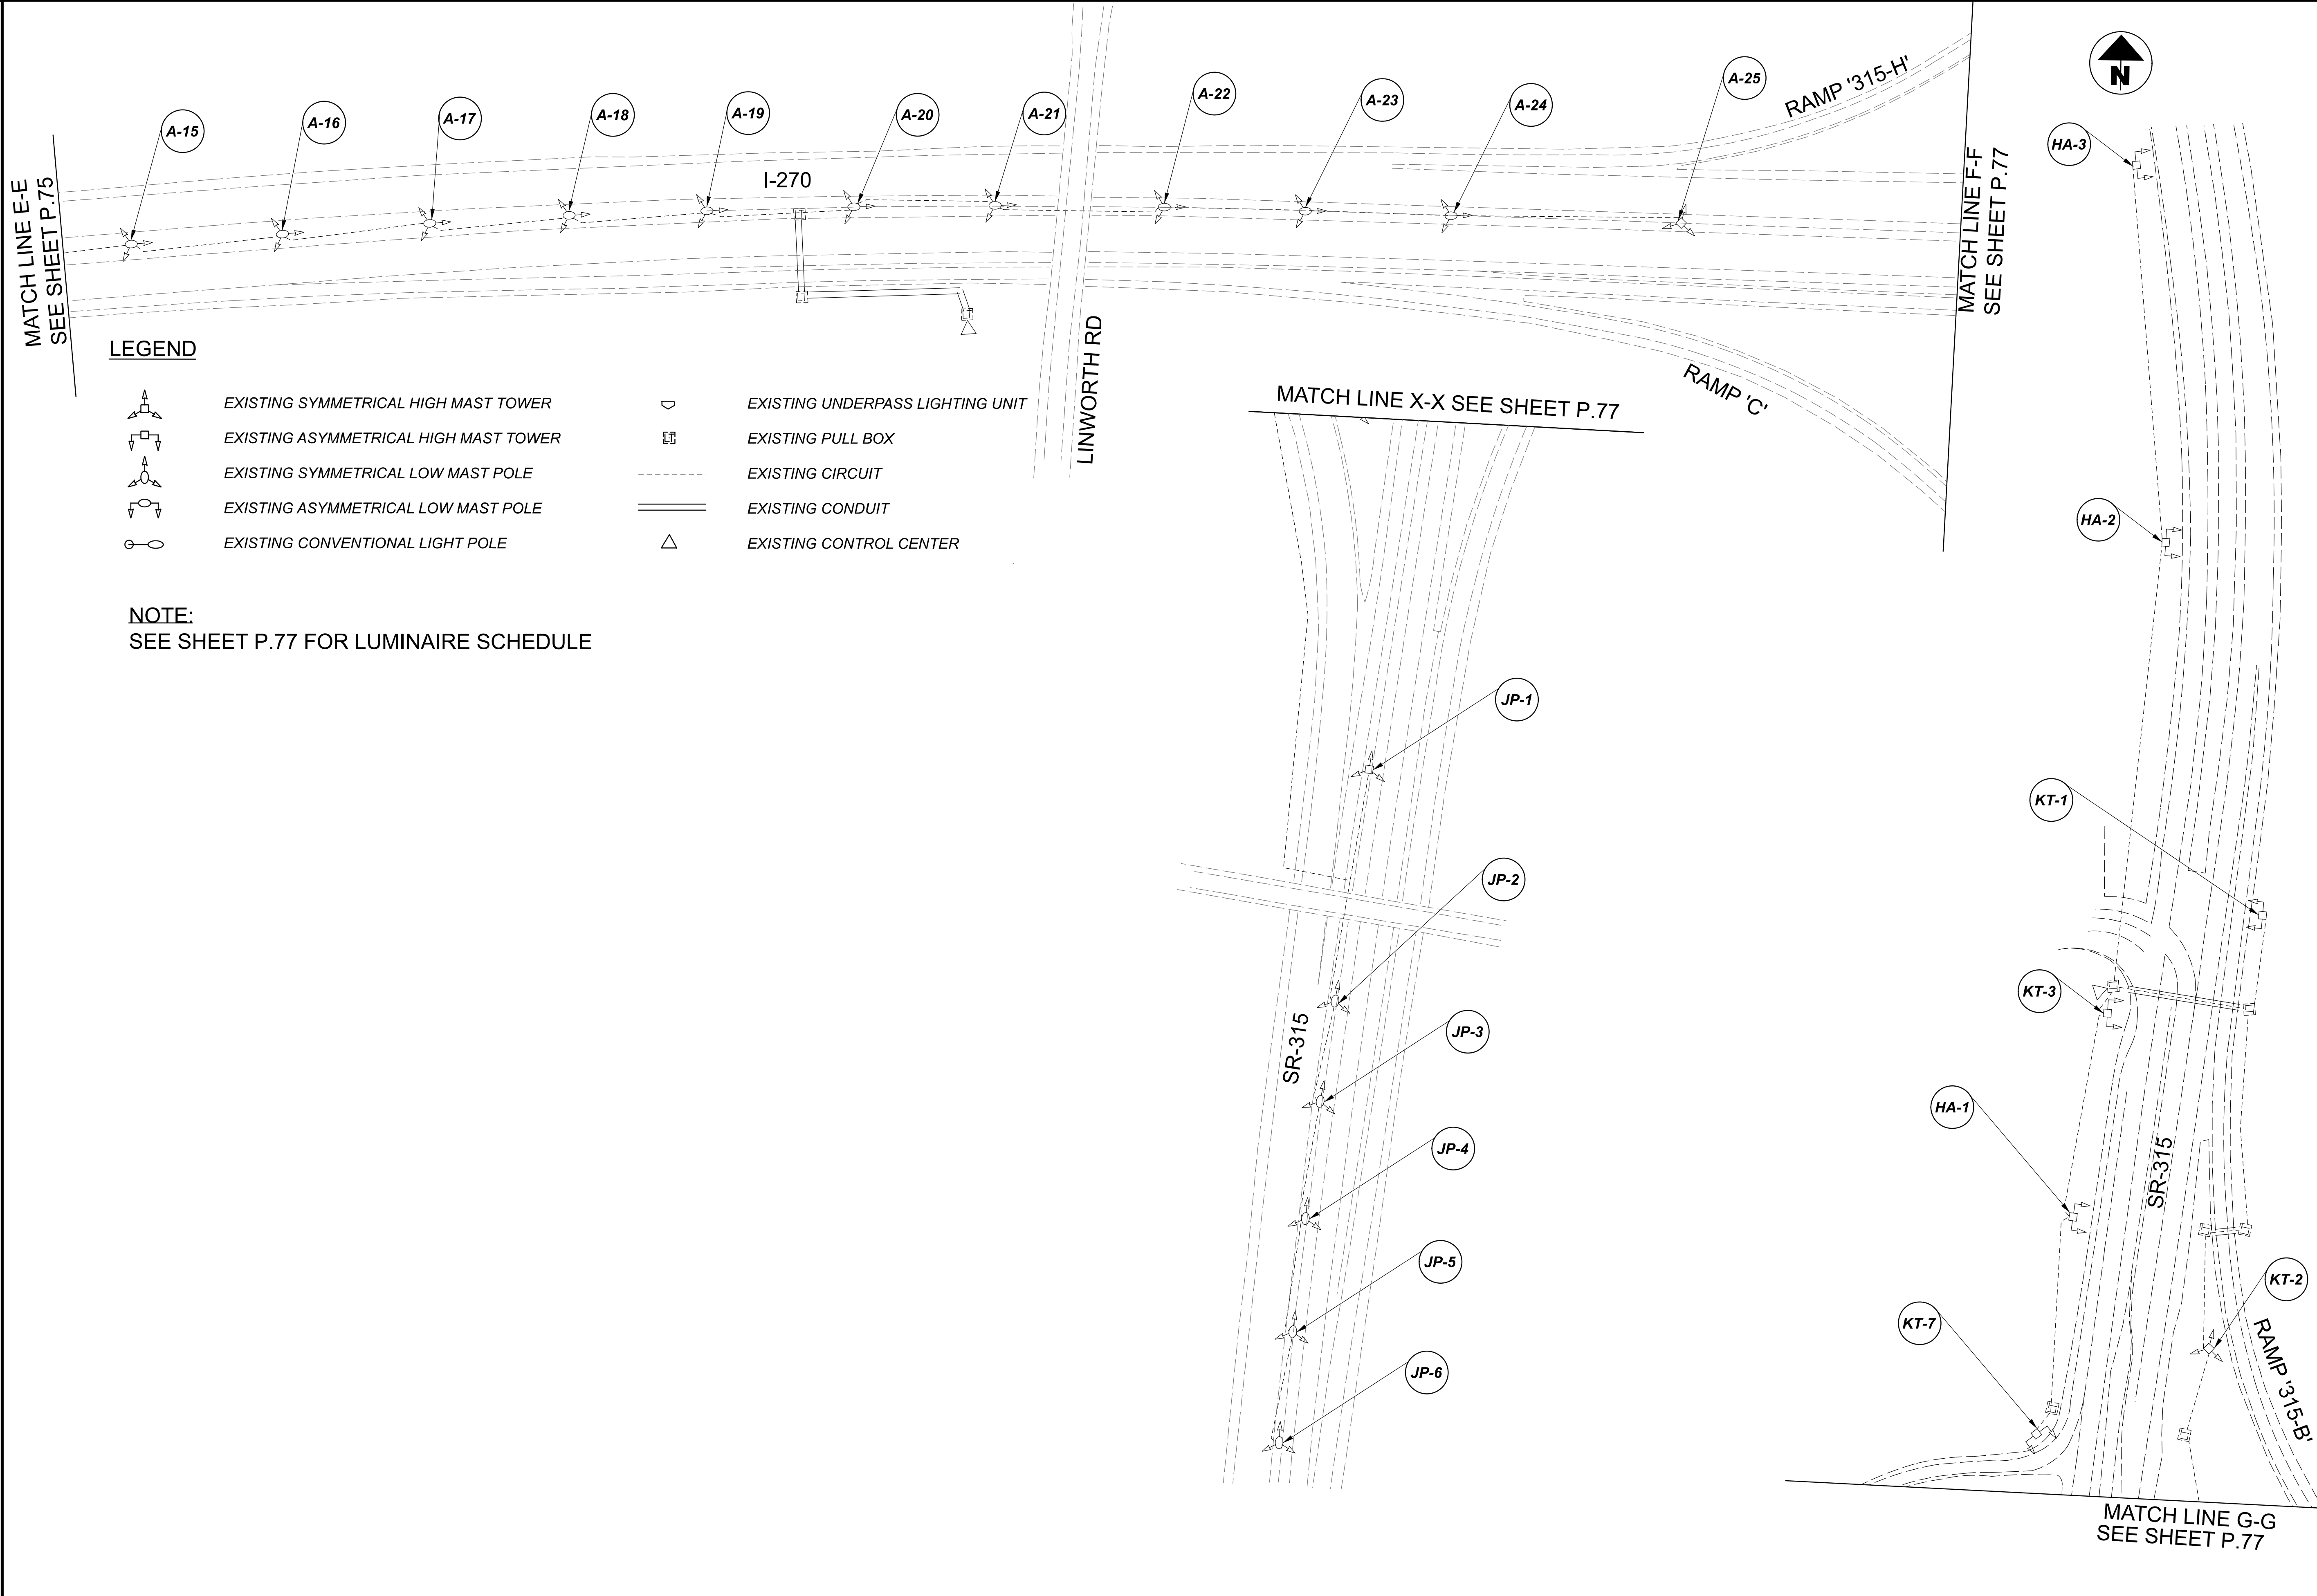 A-15
A-16
A-17
A-18
A-19
A-20
A-21
A-22
A-23
A-24
A-25
RAMP '315-H'
N
HA-3
I-270
MATCH LINE E-E
SEE SHEET P.75
MATCH LINE F-F
SEE SHEET P.77
LINWORTH RD
RAMP 'C'
LEGEND
EXISTING SYMMETRICAL HIGH MAST TOWER
EXISTING ASYMMETRICAL HIGH MAST TOWER
EXISTING SYMMETRICAL LOW MAST POLE
EXISTING ASYMMETRICAL LOW MAST POLE
EXISTING CONVENTIONAL LIGHT POLE
EXISTING UNDERPASS LIGHTING UNIT
EXISTING PULL BOX
EXISTING CIRCUIT
EXISTING CONDUIT
EXISTING CONTROL CENTER
NOTE:
SEE SHEET P.77 FOR LUMINAIRE SCHEDULE
MATCH LINE X-X SEE SHEET P.77
JP-1
JP-2
JP-3
JP-4
JP-5
JP-6
SR-315
HA-2
KT-1
KT-3
HA-1
SR-315
KT-2
KT-7
RAMP '315-B'
MATCH LINE G-G
SEE SHEET P.77